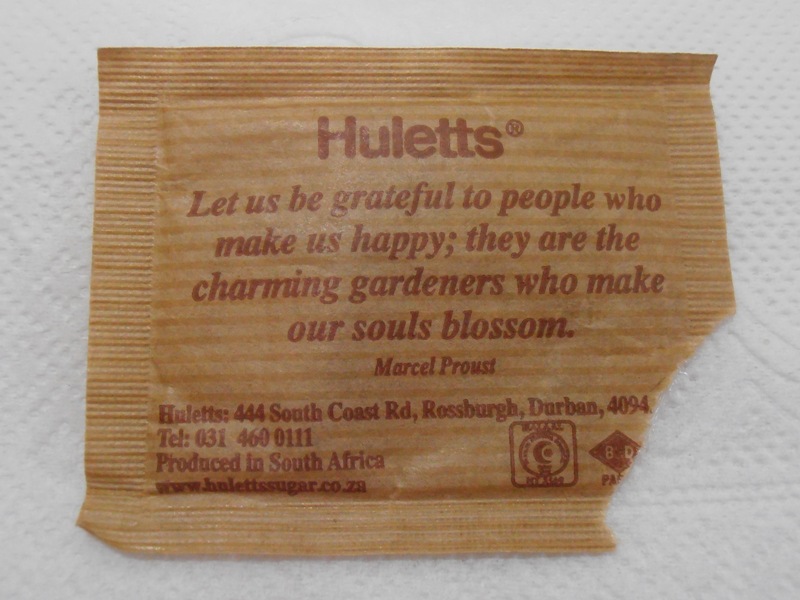 Huletts®
Let us be grateful to people who
make us happy; they are the
charming gardeners who make
our souls blossom.
Marcel Proust
Huletts: 444 South Coast Rd, Rossburgh, Durban, 4094.
Tel: 031 460 0111
Produced in South Africa
www.hulettssugar.co.za